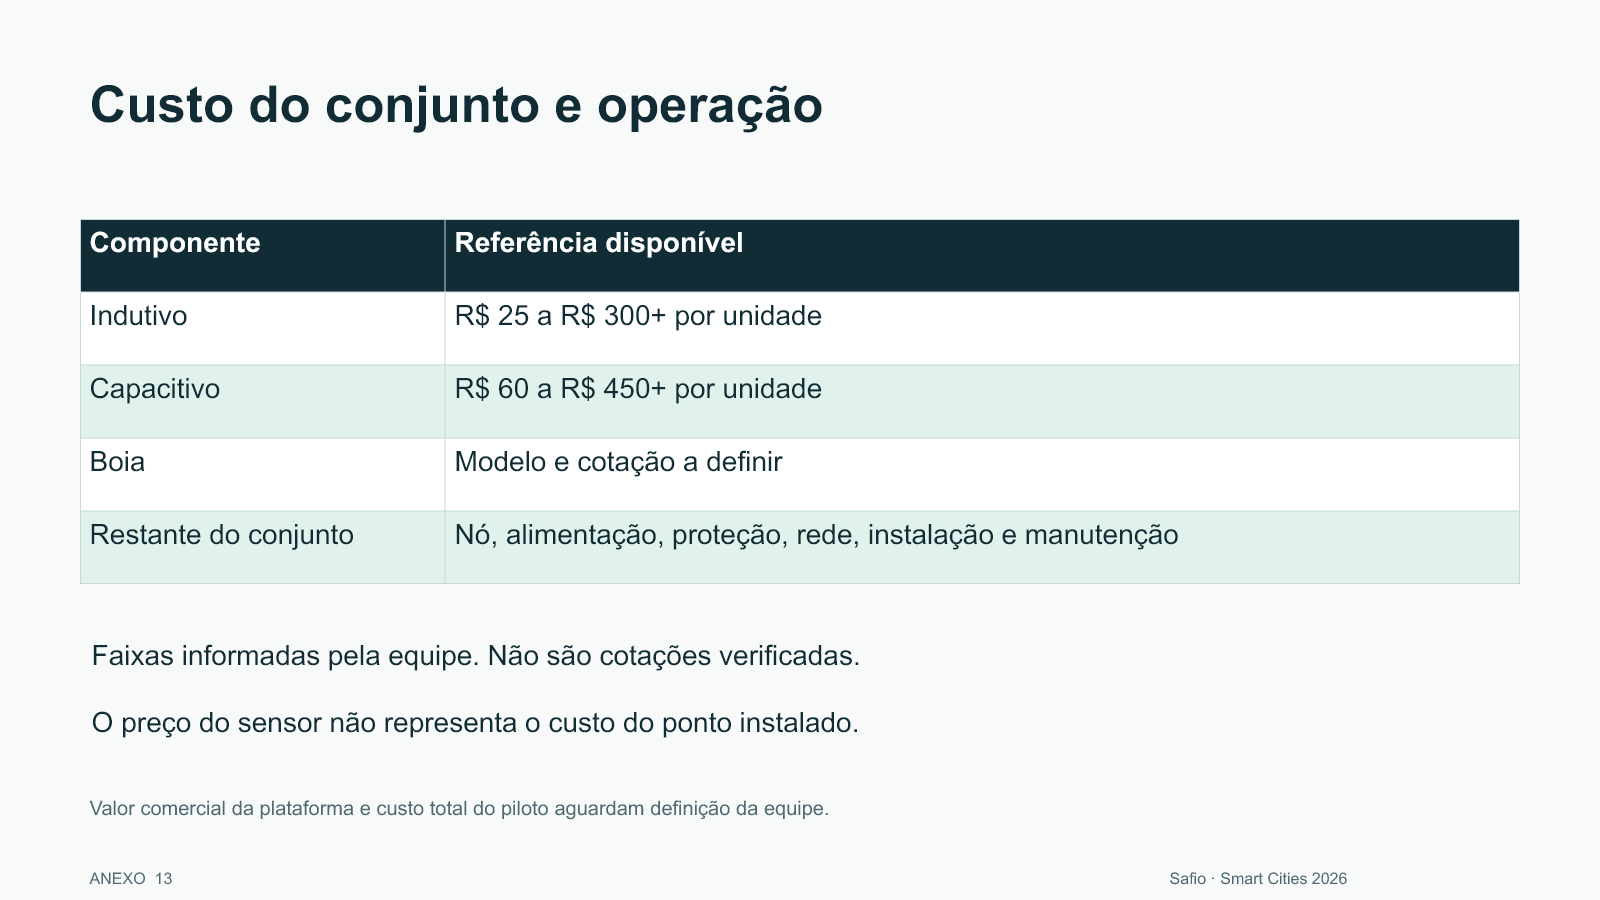 Custo do conjunto e operação
Componente Referência disponível
Indutivo R$ 25 a R$ 300+ por unidade
Capacitivo R$ 60 a R$ 450+ por unidade
Boia Modelo e cotação a definir
Restante do conjunto Nó, alimentação, proteção, rede, instalação e manutenção
Faixas informadas pela equipe. Não são cotações verificadas.
O preço do sensor não representa o custo do ponto instalado.
Valor comercial da plataforma e custo total do piloto aguardam definição da equipe.
ANEXO 13 Safio · Smart Cities 2026